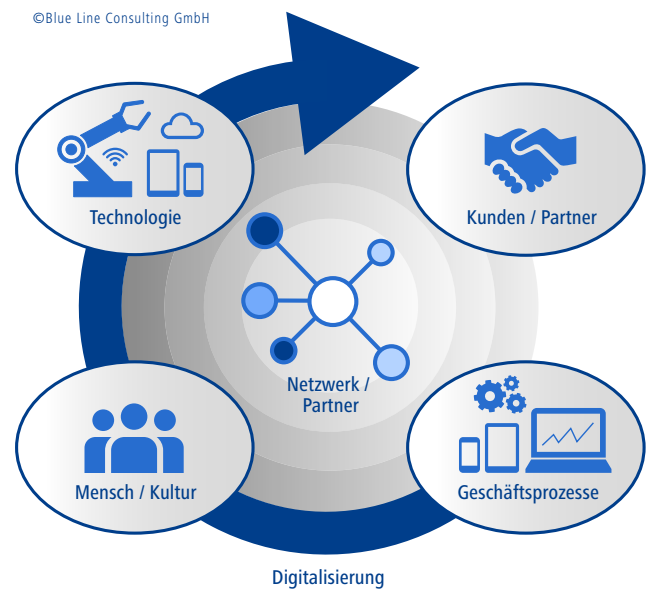 ©Blue Line Consulting GmbH
Technologie
Kunden / Partner
Netzwerk /
Partner
Mensch / Kultur
Geschäftsprozesse
Digitalisierung